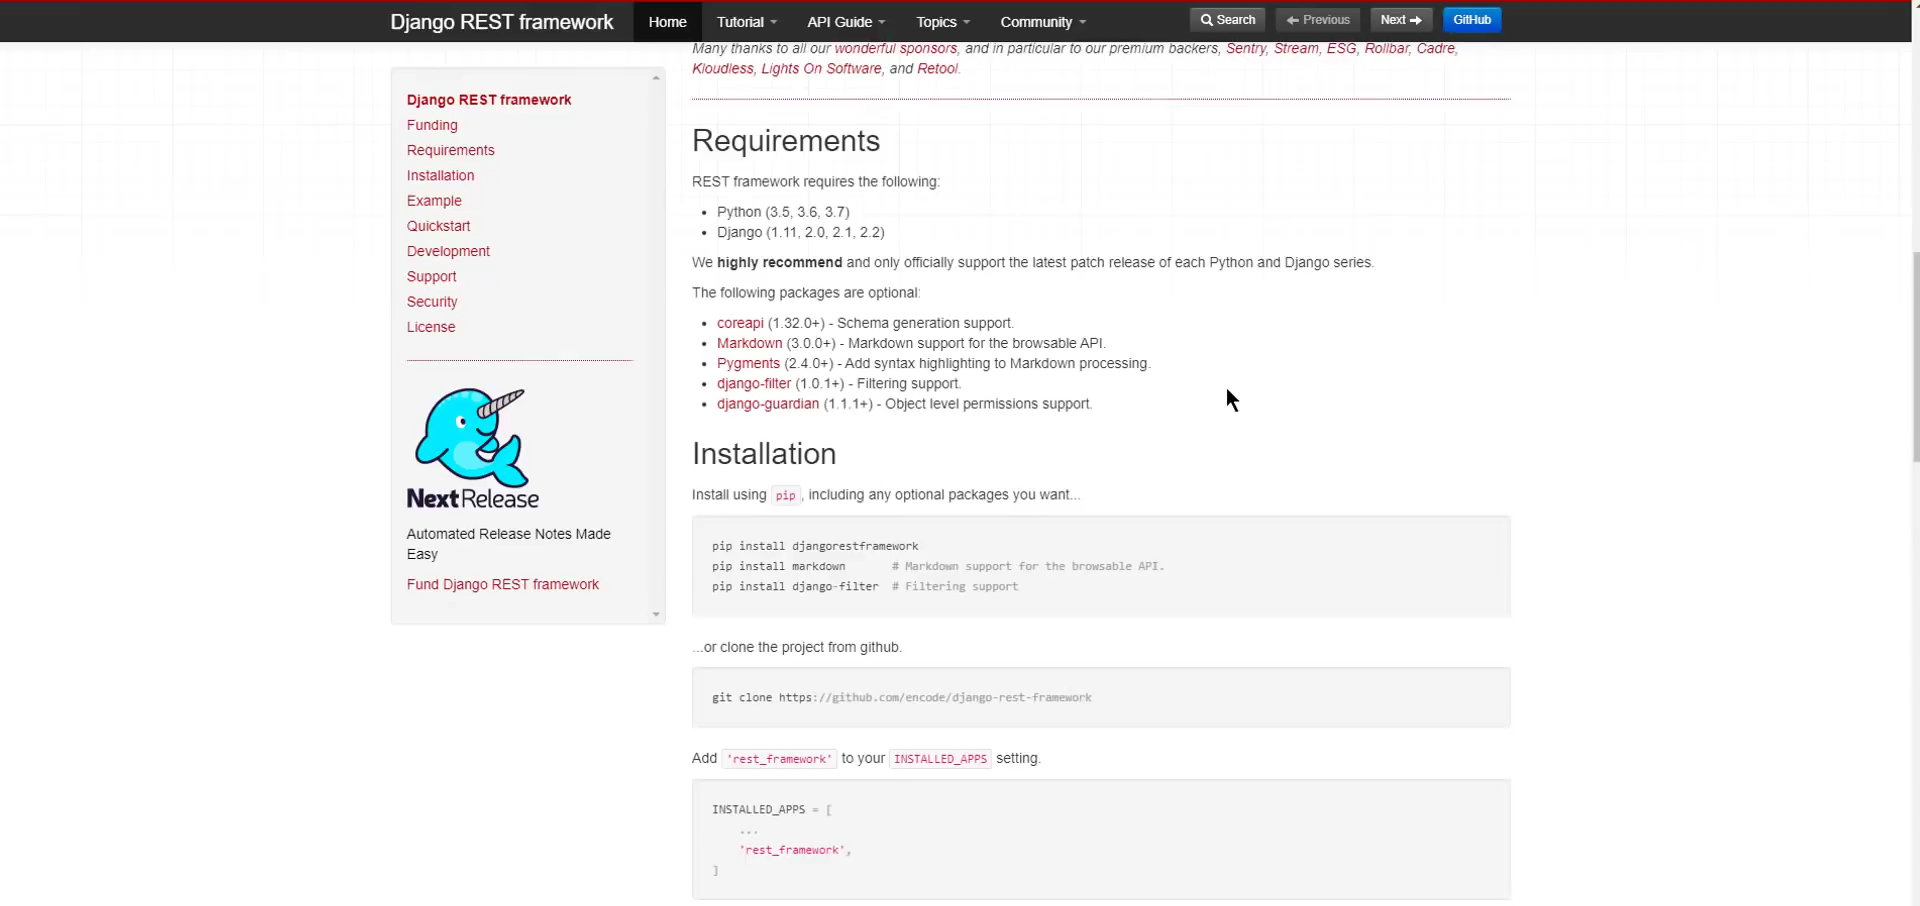 Django REST framework Home Tutorial API Guide Topics Community Search Previous Next GitHub
Many thanks to all our wonderful sponsors, and in particular to our premium backers, Sentry, Stream, ESG, Rollbar, Cadre,
Kloudless, Lights On Software, and Retool.
Django REST framework
Funding
Requirements
Installation
Example
Quickstart
Development
Support
Security
License
NextRelease
Automated Release Notes Made
Easy
Fund Django REST framework
Requirements
REST framework requires the following:
Python (3.5, 3.6, 3.7)
Django (1.11, 2.0, 2.1, 2.2)
We highly recommend and only officially support the latest patch release of each Python and Django series.
The following packages are optional:
coreapi (1.32.0+) - Schema generation support.
Markdown (3.0.0+) - Markdown support for the browsable API.
Pygments (2.4.0+) - Add syntax highlighting to Markdown processing.
django-filter (1.0.1+) - Filtering support.
django-guardian (1.1.1+) - Object level permissions support.
Installation
Install using pip, including any optional packages you want...
pip install djangorestframework
pip install markdown       # Markdown support for the browsable API.
pip install django-filter  # Filtering support
...or clone the project from github.
git clone https://github.com/encode/django-rest-framework
Add 'rest_framework' to your INSTALLED_APPS setting.
INSTALLED_APPS = [
...
'rest_framework',
]